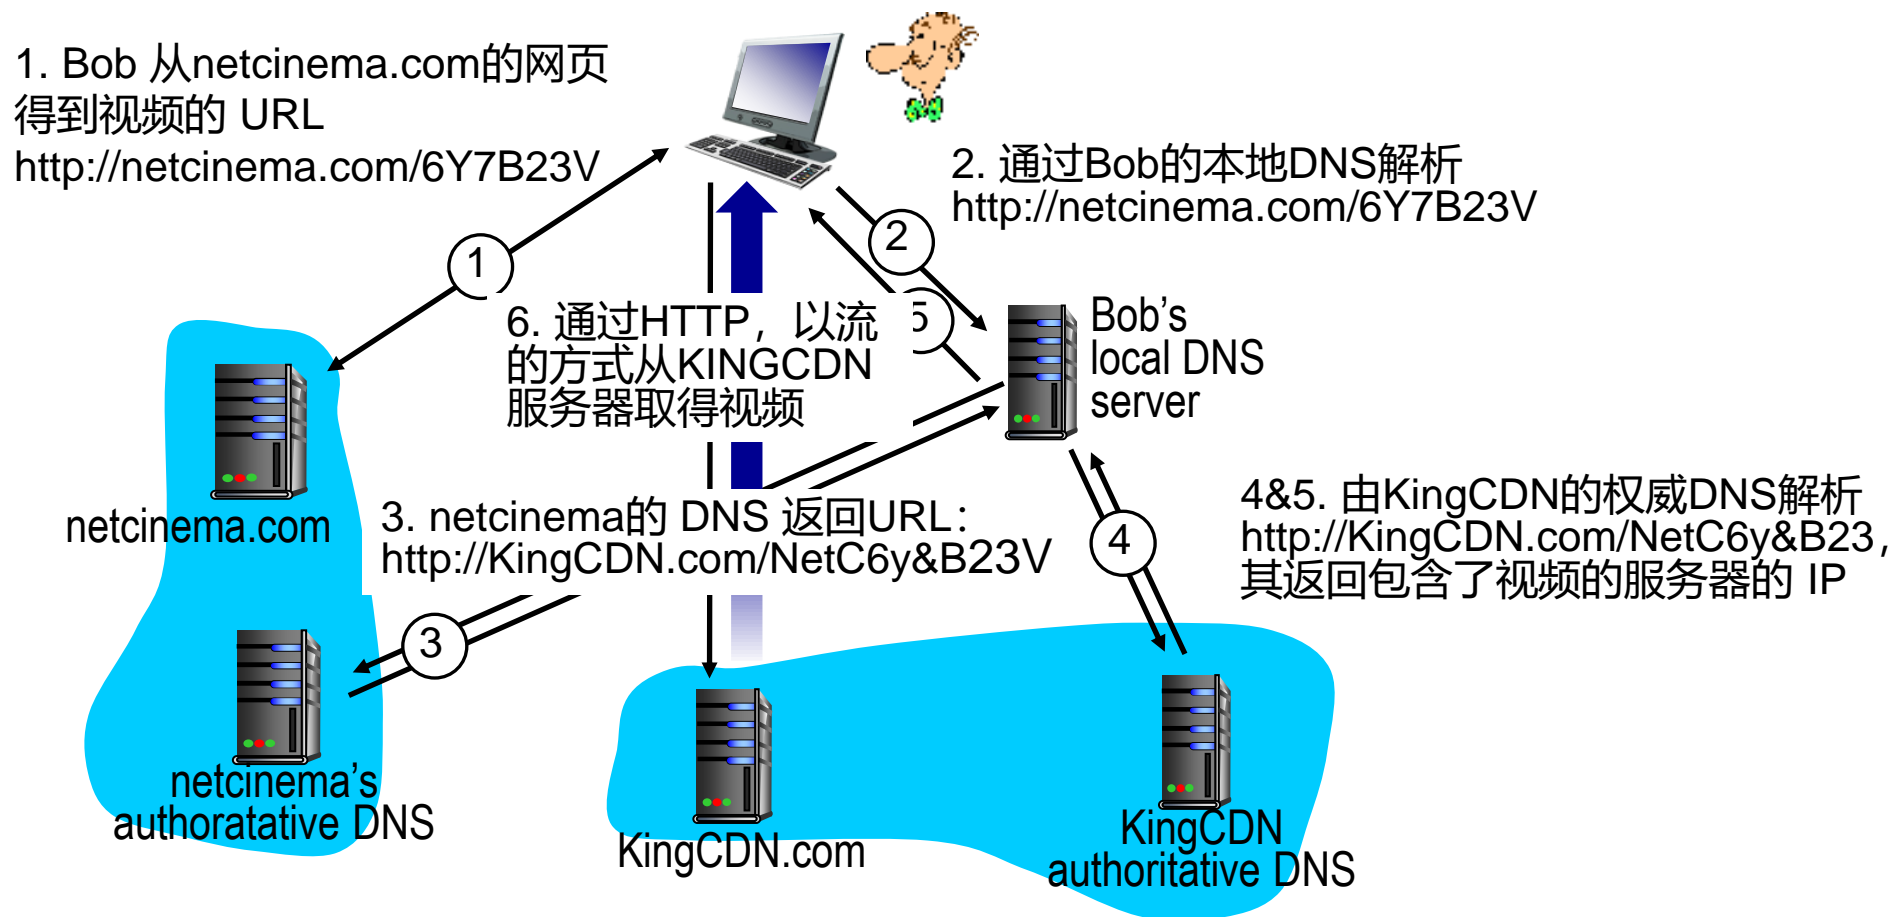 1. Bob 从netcinema.com的网页
得到视频的 URL
http://netcinema.com/6Y7B23V
2. 通过Bob的本地DNS解析
http://netcinema.com/6Y7B23V
1
2
5
6. 通过HTTP，以流
的方式从KINGCDN
服务器取得视频
Bob’s
local DNS
server
netcinema.com
3. netcinema的 DNS 返回URL：
http://KingCDN.com/NetC6y&B23V
4
4&5. 由KingCDN的权威DNS解析
http://KingCDN.com/NetC6y&B23，
其返回包含了视频的服务器的 IP
3
netcinema’s
authoratative DNS
KingCDN.com
KingCDN
authoritative DNS